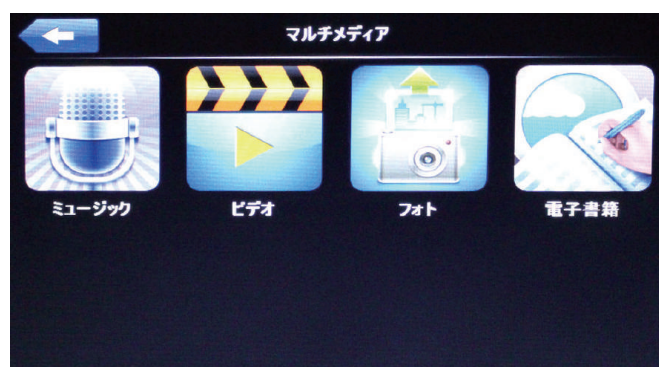 マルチメディア
ミュージック
ビデオ
フォト
電子書籍